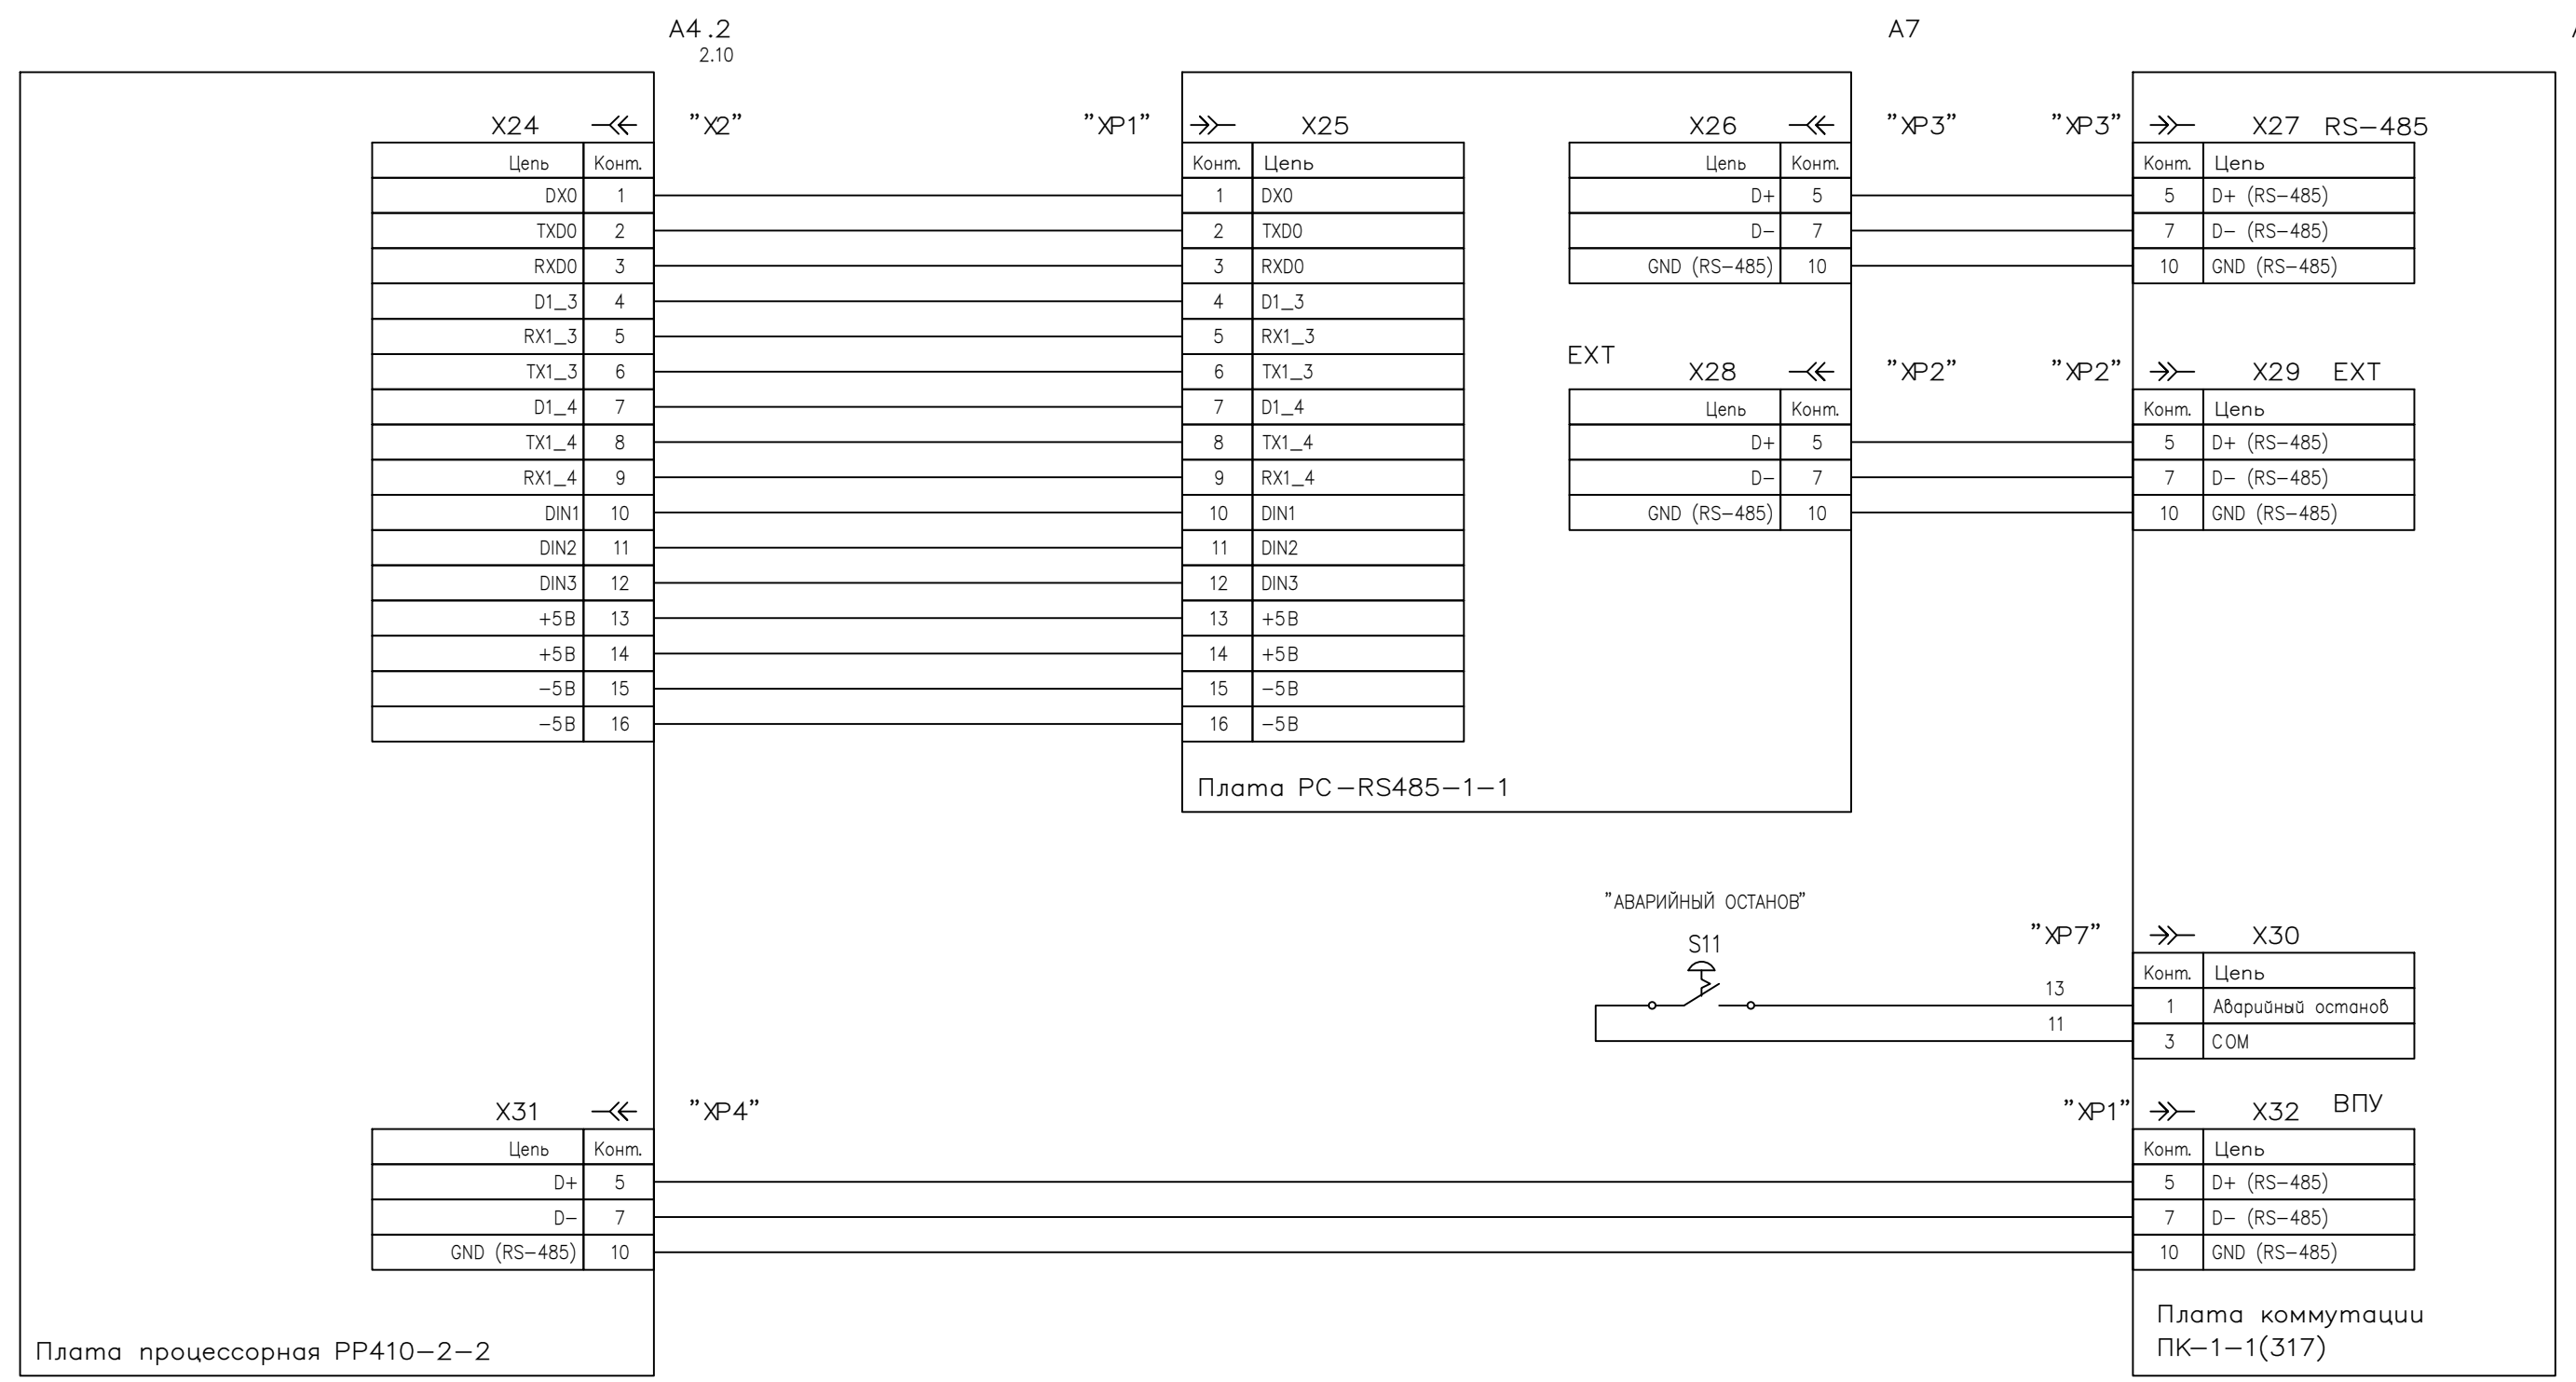 A4.2
2.10
A7
X24 "X2"
Цепь Конт.
DX0 1
TXD0 2
RXD0 3
D1_3 4
RX1_3 5
TX1_3 6
D1_4 7
TX1_4 8
RX1_4 9
DIN1 10
DIN2 11
DIN3 12
+5В 13
+5В 14
-5В 15
-5В 16
"XP1" X25
Конт. Цепь
1 DX0
2 TXD0
3 RXD0
4 D1_3
5 RX1_3
6 TX1_3
7 D1_4
8 TX1_4
9 RX1_4
10 DIN1
11 DIN2
12 DIN3
13 +5В
14 +5В
15 -5В
16 -5В
Плата PC-RS485-1-1
X26 "XP3"
Цепь Конт.
D+ 5
D- 7
GND (RS-485) 10
EXT
X28 "XP2"
Цепь Конт.
D+ 5
D- 7
GND (RS-485) 10
"XP3" X27 RS-485
Конт. Цепь
5 D+ (RS-485)
7 D- (RS-485)
10 GND (RS-485)
"XP2" X29 EXT
Конт. Цепь
5 D+ (RS-485)
7 D- (RS-485)
10 GND (RS-485)
"АВАРИЙНЫЙ ОСТАНОВ"
S11
13
11
"XP7" X30
Конт. Цепь
1 Аварийный останов
3 COM
X31 "XP4"
Цепь Конт.
D+ 5
D- 7
GND (RS-485) 10
"XP1" X32 ВПУ
Конт. Цепь
5 D+ (RS-485)
7 D- (RS-485)
10 GND (RS-485)
Плата процессорная PP410-2-2
Плата коммутации
ПК-1-1(317)